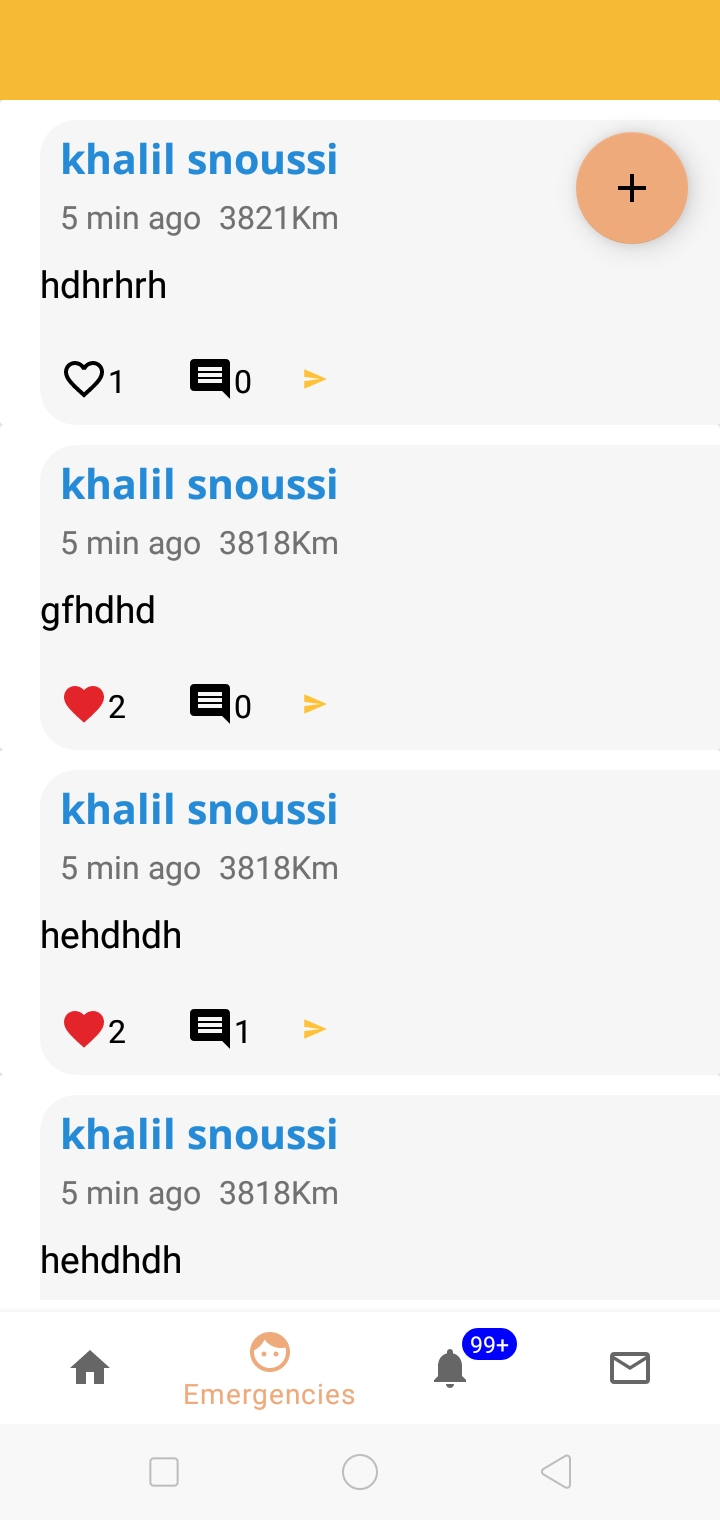 khalil snoussi
5 min ago 3821Km
hdhrhrh
1 0
khalil snoussi
5 min ago 3818Km
gfhdhd
2 0
khalil snoussi
5 min ago 3818Km
hehdhdh
2 1
khalil snoussi
5 min ago 3818Km
hehdhdh
99+
Emergencies